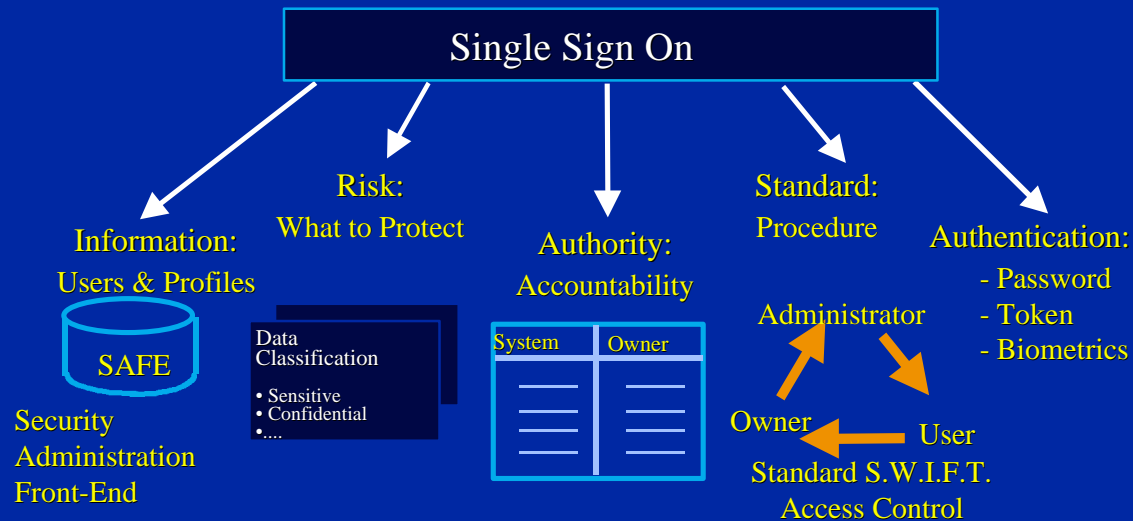 Single Sign On
Information:
Users & Profiles
SAFE
Security
Administration
Front-End
Risk:
What to Protect
Data
Classification
• Sensitive
• Confidential
•....
Authority:
Accountability
System Owner
Standard:
Procedure
Administrator
Owner
User
Standard S.W.I.F.T.
Access Control
Authentication:
- Password
- Token
- Biometrics